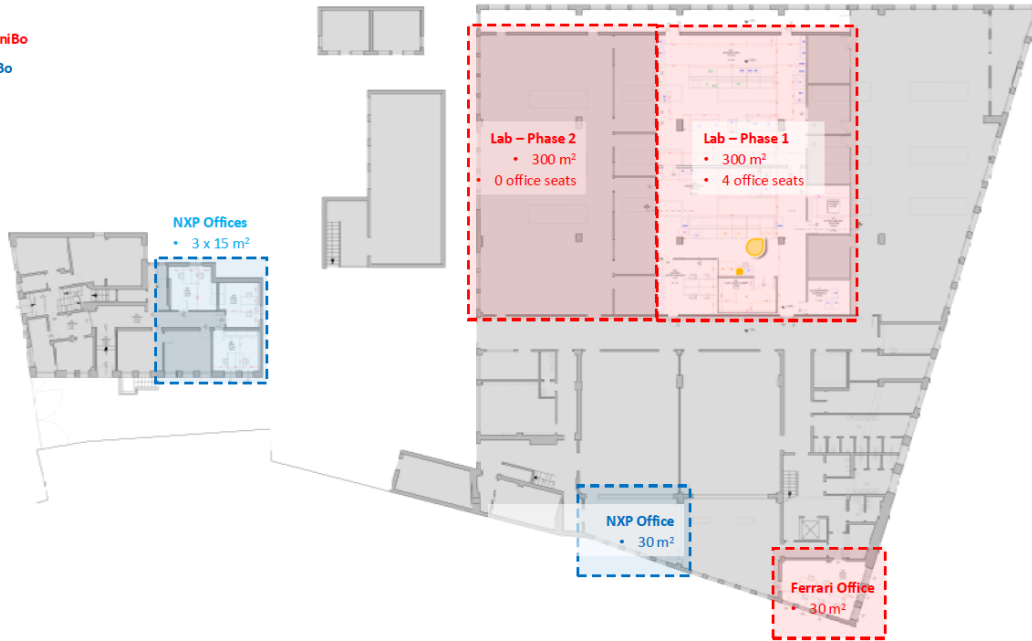 niBo
Bo
Lab – Phase 2
• 300 m²
• 0 office seats
Lab – Phase 1
• 300 m²
• 4 office seats
NXP Offices
• 3 x 15 m²
NXP Office
• 30 m²
Ferrari Office
• 30 m²